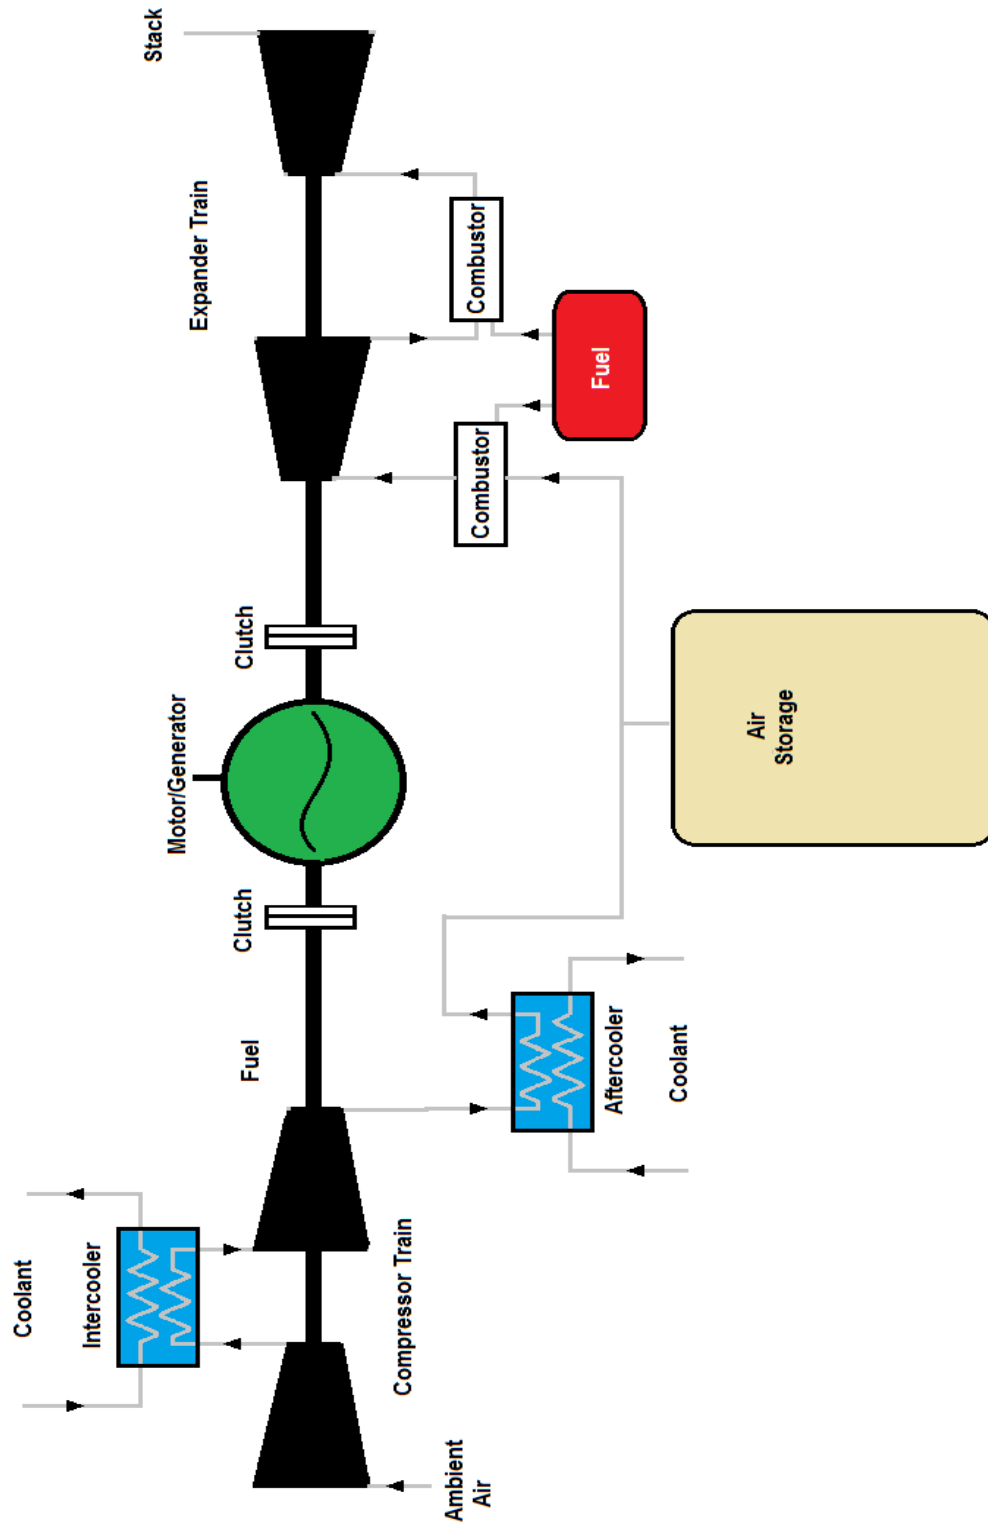 Coolant
Intercooler
Ambient
Air
Compressor Train
Fuel
Aftercooler
Coolant
Clutch
Motor/Generator
Clutch
Air
Storage
Combustor
Fuel
Combustor
Expander Train
Stack